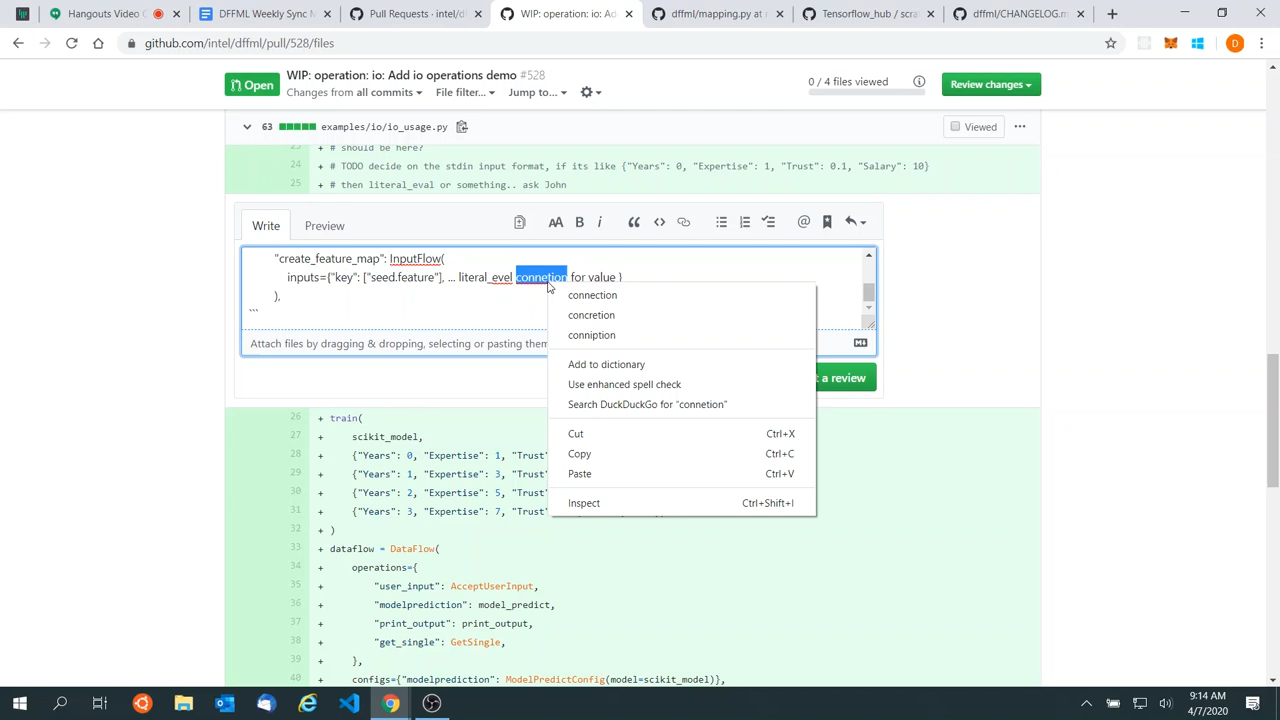 Hangouts Video C
DFFML Weekly Sync M
Pull Requests · intel/d
WIP: operation: io: Ad
dffml/mapping.py at
Tensorflow_hub / scrat
dffml/CHANGELOG.m
github.com/intel/dffml/pull/528/files
D
Open
WIP: operation: io: Add io operations demo #528
Changes from all commits
File filter...
Jump to...
0 / 4 files viewed
Review changes
63
examples/io/io_usage.py
Viewed
23 + # should be here?
24 + # TODO decide on the stdin input format, if its like {"Years": 0, "Expertise": 1, "Trust": 0.1, "Salary": 10}
25 + # then literal_eval or something.. ask John
Write
Preview
"create_feature_map": InputFlow(
inputs={"key": ["seed.feature"], ... literal_evel connetion for value }
),
```
Attach files by dragging & dropping, selecting or pasting them
t a review
connection
concretion
conniption
Add to dictionary
Use enhanced spell check
Search DuckDuckGo for “connetion”
Cut Ctrl+X
Copy Ctrl+C
Paste Ctrl+V
Inspect Ctrl+Shift+I
26 + train(
27 + scikit_model,
28 + {"Years": 0, "Expertise": 1, "Trust"
29 + {"Years": 1, "Expertise": 3, "Trust"
30 + {"Years": 2, "Expertise": 5, "Trust"
31 + {"Years": 3, "Expertise": 7, "Trust"
32 + )
33 + dataflow = DataFlow(
34 + operations={
35 + "user_input": AcceptUserInput,
36 + "modelprediction": model_predict,
37 + "print_output": print_output,
38 + "get_single": GetSingle,
39 + },
40 + configs={"modelprediction": ModelPredictConfig(model=scikit_model)},
9:14 AM
4/7/2020